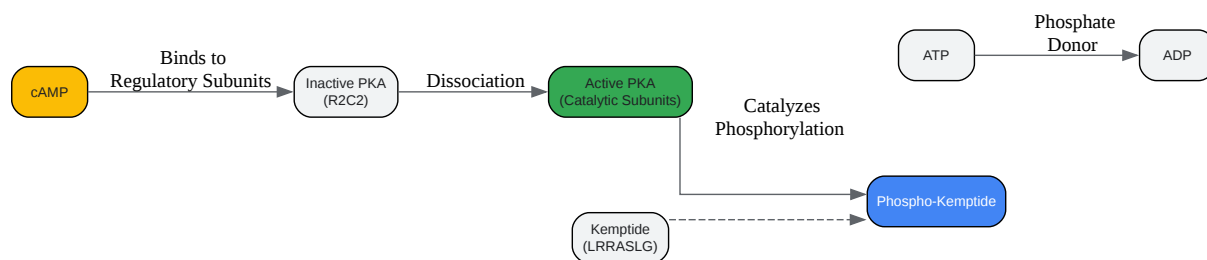 cAMP
Binds to
Regulatory Subunits
Inactive PKA
(R2C2)
Dissociation
Active PKA
(Catalytic Subunits)
Catalyzes
Phosphorylation
ATP
Phosphate
Donor
ADP
Kemptide
(LRRASLG)
Phospho-Kemptide